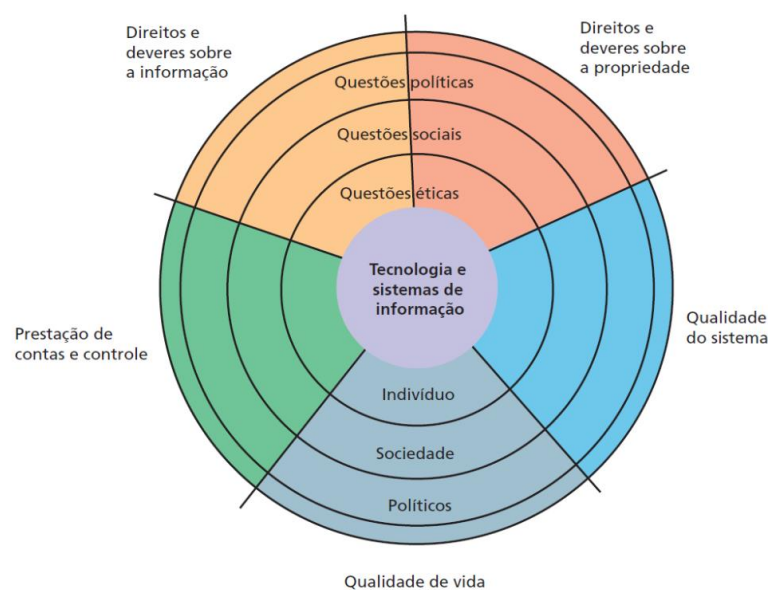 Direitos e
deveres sobre
a informação
Direitos e
deveres sobre
a propriedade
Questões políticas
Questões sociais
Questões éticas
Tecnologia e
sistemas de
informação
Prestação de
contas e controle
Qualidade
do sistema
Indivíduo
Sociedade
Políticos
Qualidade de vida